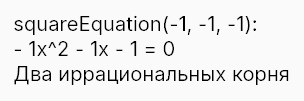 squareEquation(-1, -1, -1):
- 1x^2 - 1x - 1 = 0
Два иррациональных корня